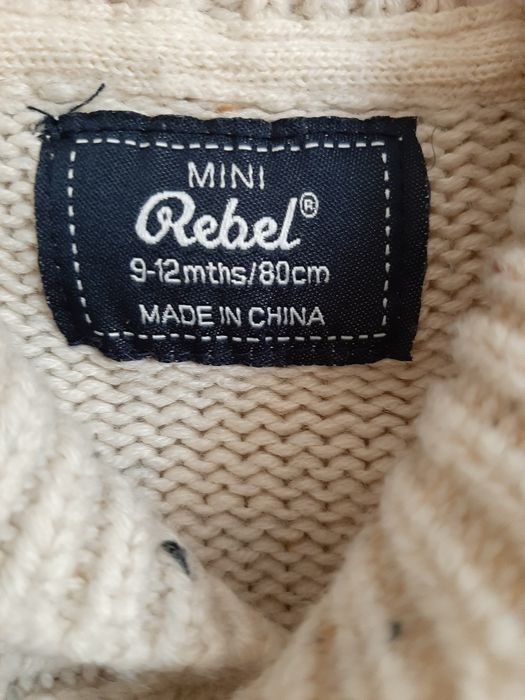 MINI
Rebel®
9-12mths/80cm
MADE IN CHINA